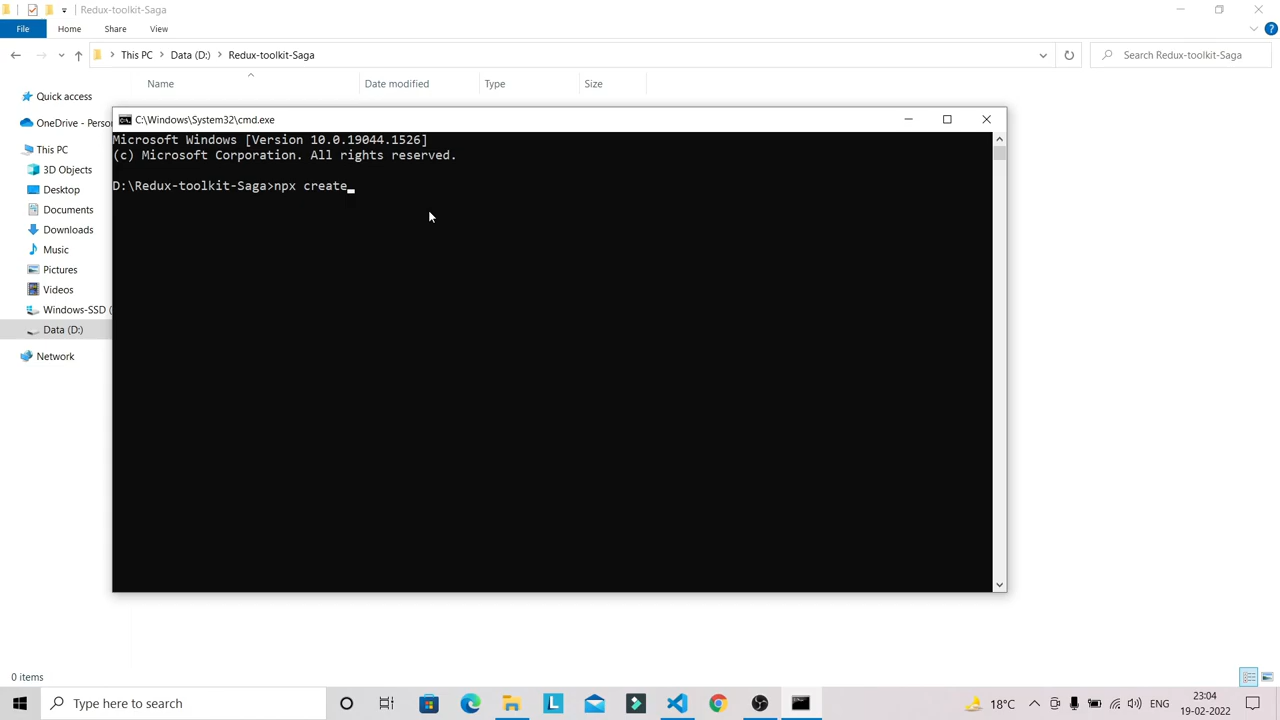 Redux-toolkit-Saga
File Home Share View
This PC Data (D:) Redux-toolkit-Saga Search Redux-toolkit-Saga
Name Date modified Type Size
Quick access
OneDrive - Perso
This PC
3D Objects
Desktop
Documents
Downloads
Music
Pictures
Videos
Windows-SSD (
Data (D:)
Network
C:\Windows\System32\cmd.exe
Microsoft Windows [Version 10.0.19044.1526]
(c) Microsoft Corporation. All rights reserved.
D:\Redux-toolkit-Saga>npx create_
0 items
Type here to search
18°C
ENG
23:04
19-02-2022